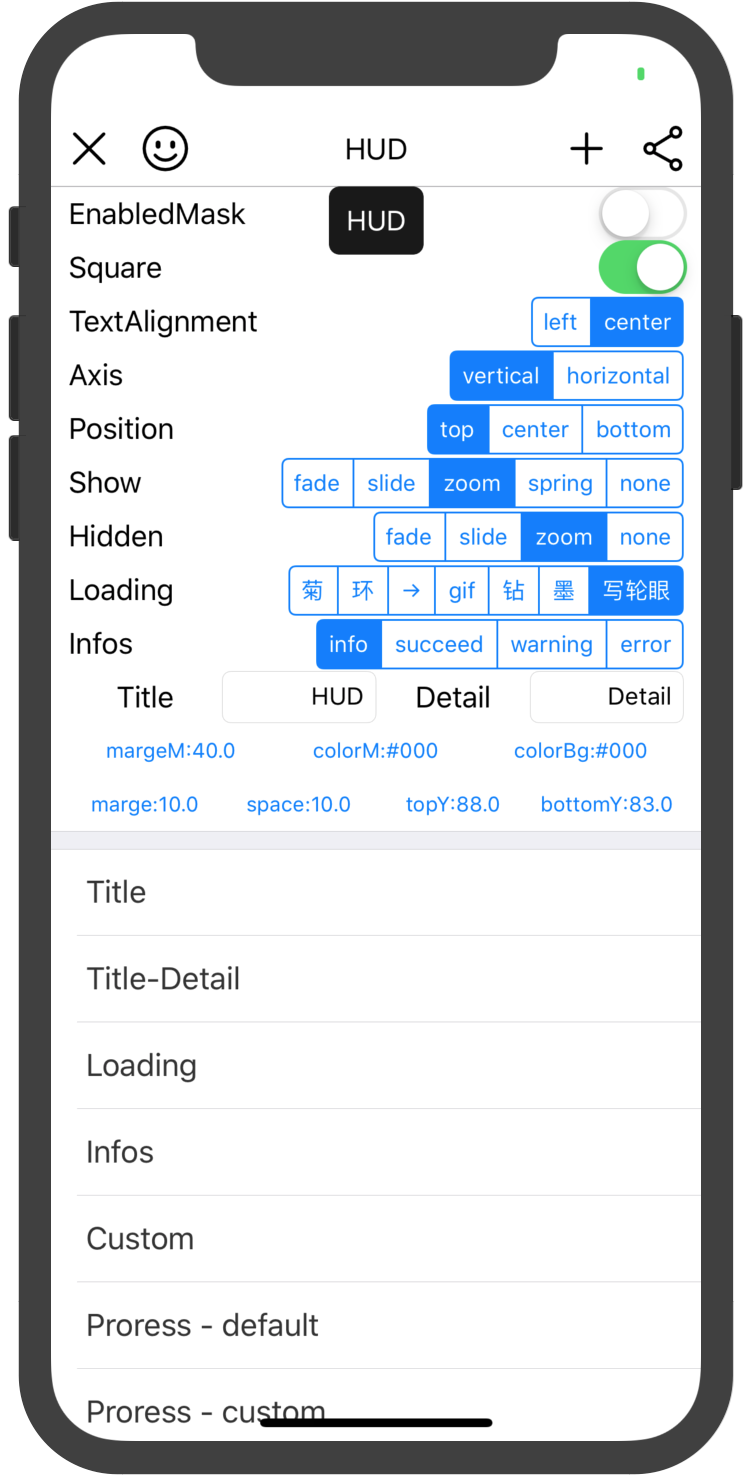 HUD
EnabledMask
HUD
Square
TextAlignment left center
Axis vertical horizontal
Position top center bottom
Show fade slide zoom spring none
Hidden fade slide zoom none
Loading 菊 环 → gif 钻 墨 写轮眼
Infos info succeed warning error
Title HUD Detail Detail
margeM:40.0 colorM:#000 colorBg:#000
marge:10.0 space:10.0 topY:88.0 bottomY:83.0
Title
Title-Detail
Loading
Infos
Custom
Proress - default
Proress - custom